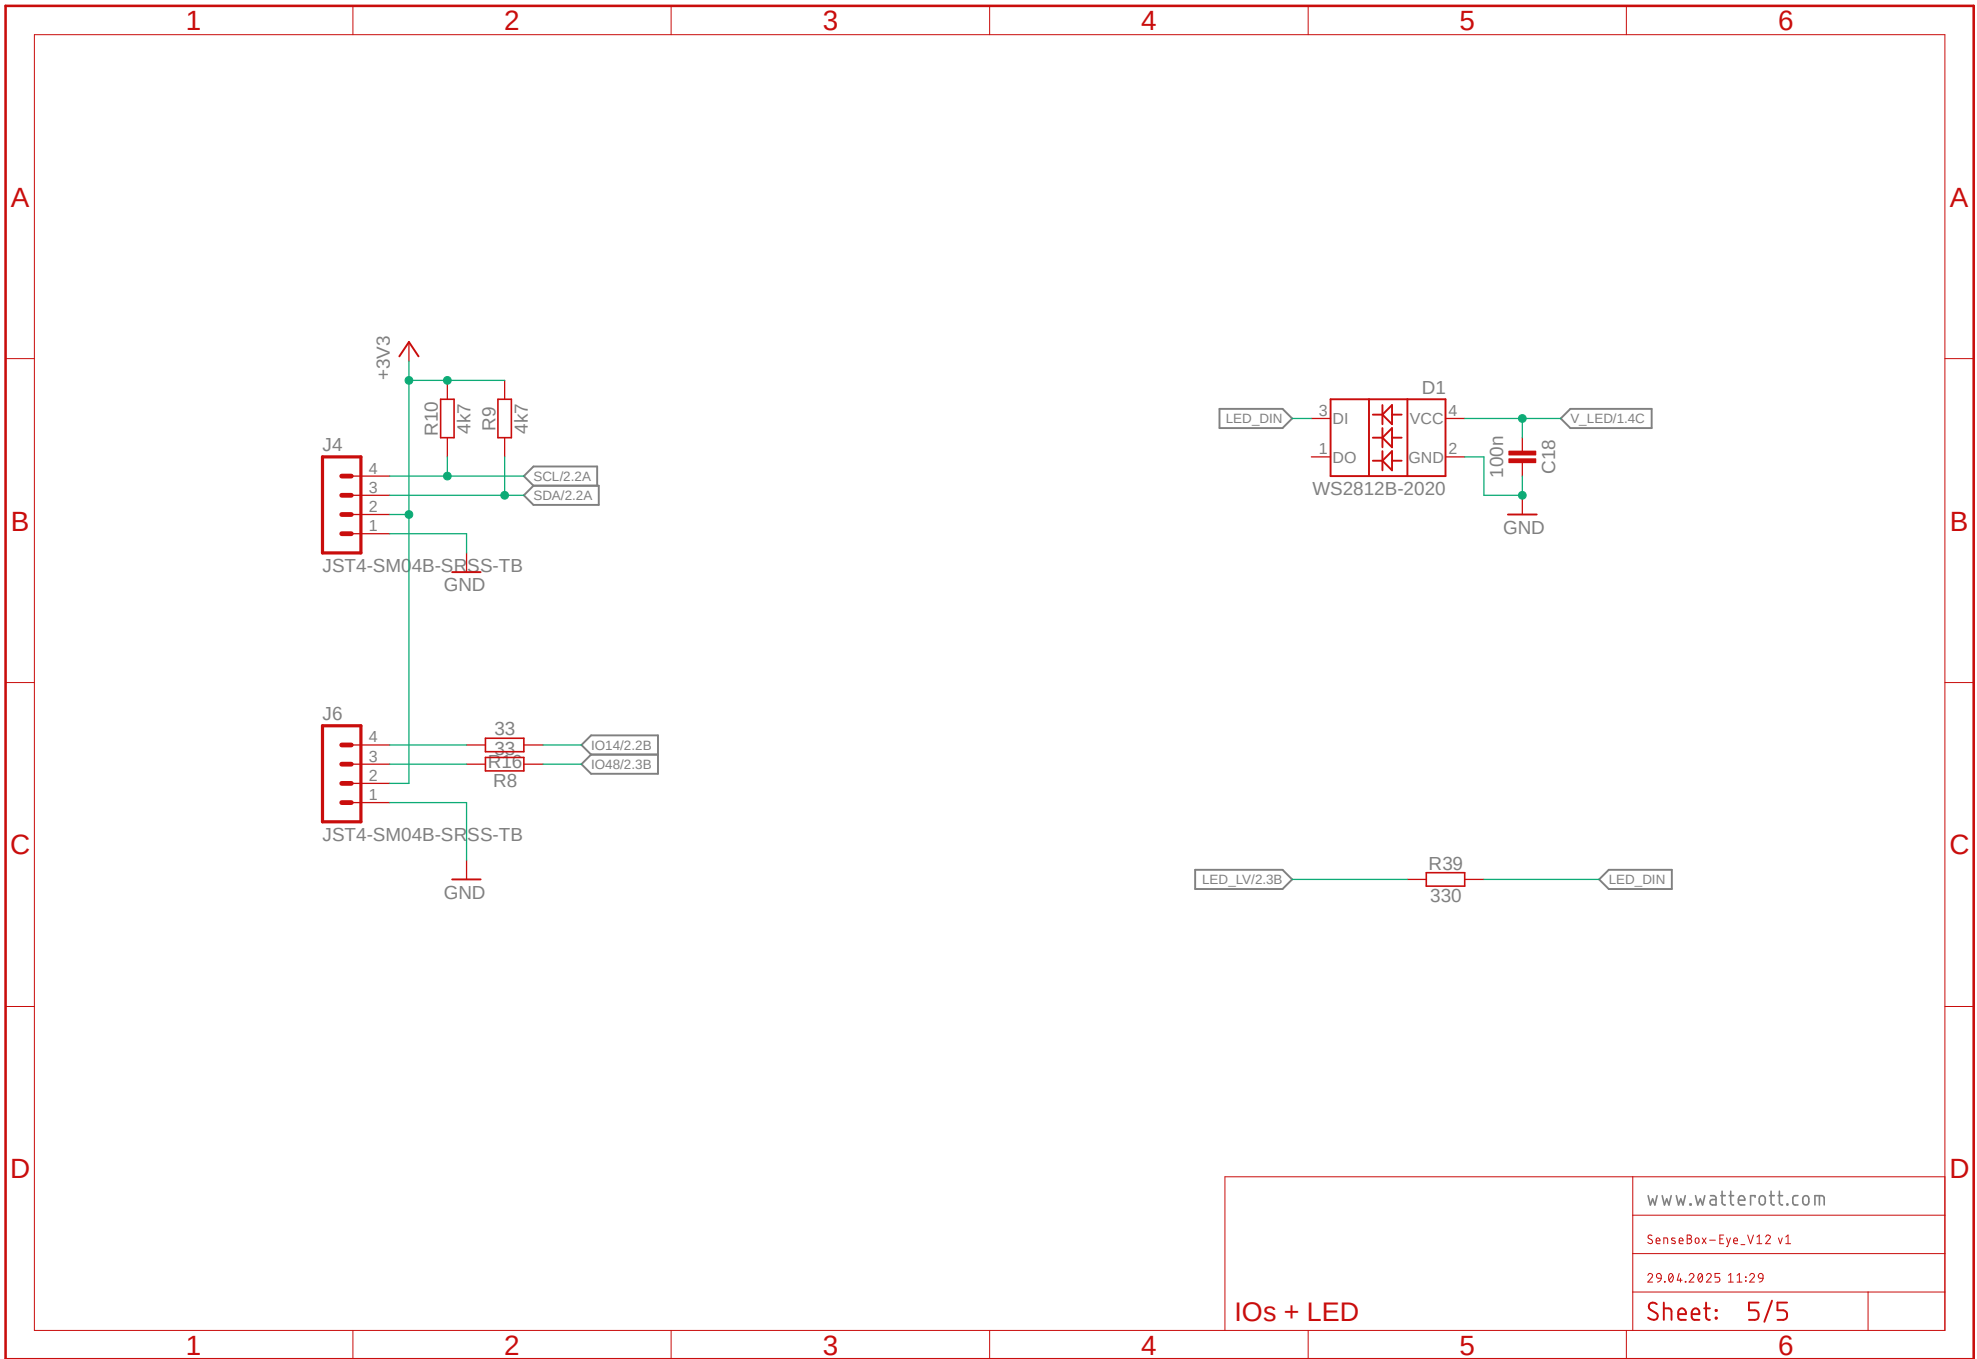 1 2 3 4 5 6
A A
+3V3
R10 4k7 R9 4k7
J4
4 SCL/2.2A
3 SDA/2.2A
2
1
JST4-SM04B-SRSS-TB
GND
D1
LED_DIN 3 DI VCC 4 V_LED/1.4C
1 DO GND 2
100n C18
WS2812B-2020
GND
B B
J6
33
4 IO14/2.2B
33
R16
3 IO48/2.3B
R8
2
1
JST4-SM04B-SRSS-TB
GND
C C
R39
LED_LV/2.3B LED_DIN
330
D D
www.watterott.com
SenseBox-Eye_V12 v1
29.04.2025 11:29
IOs + LED
Sheet: 5/5
1 2 3 4 5 6